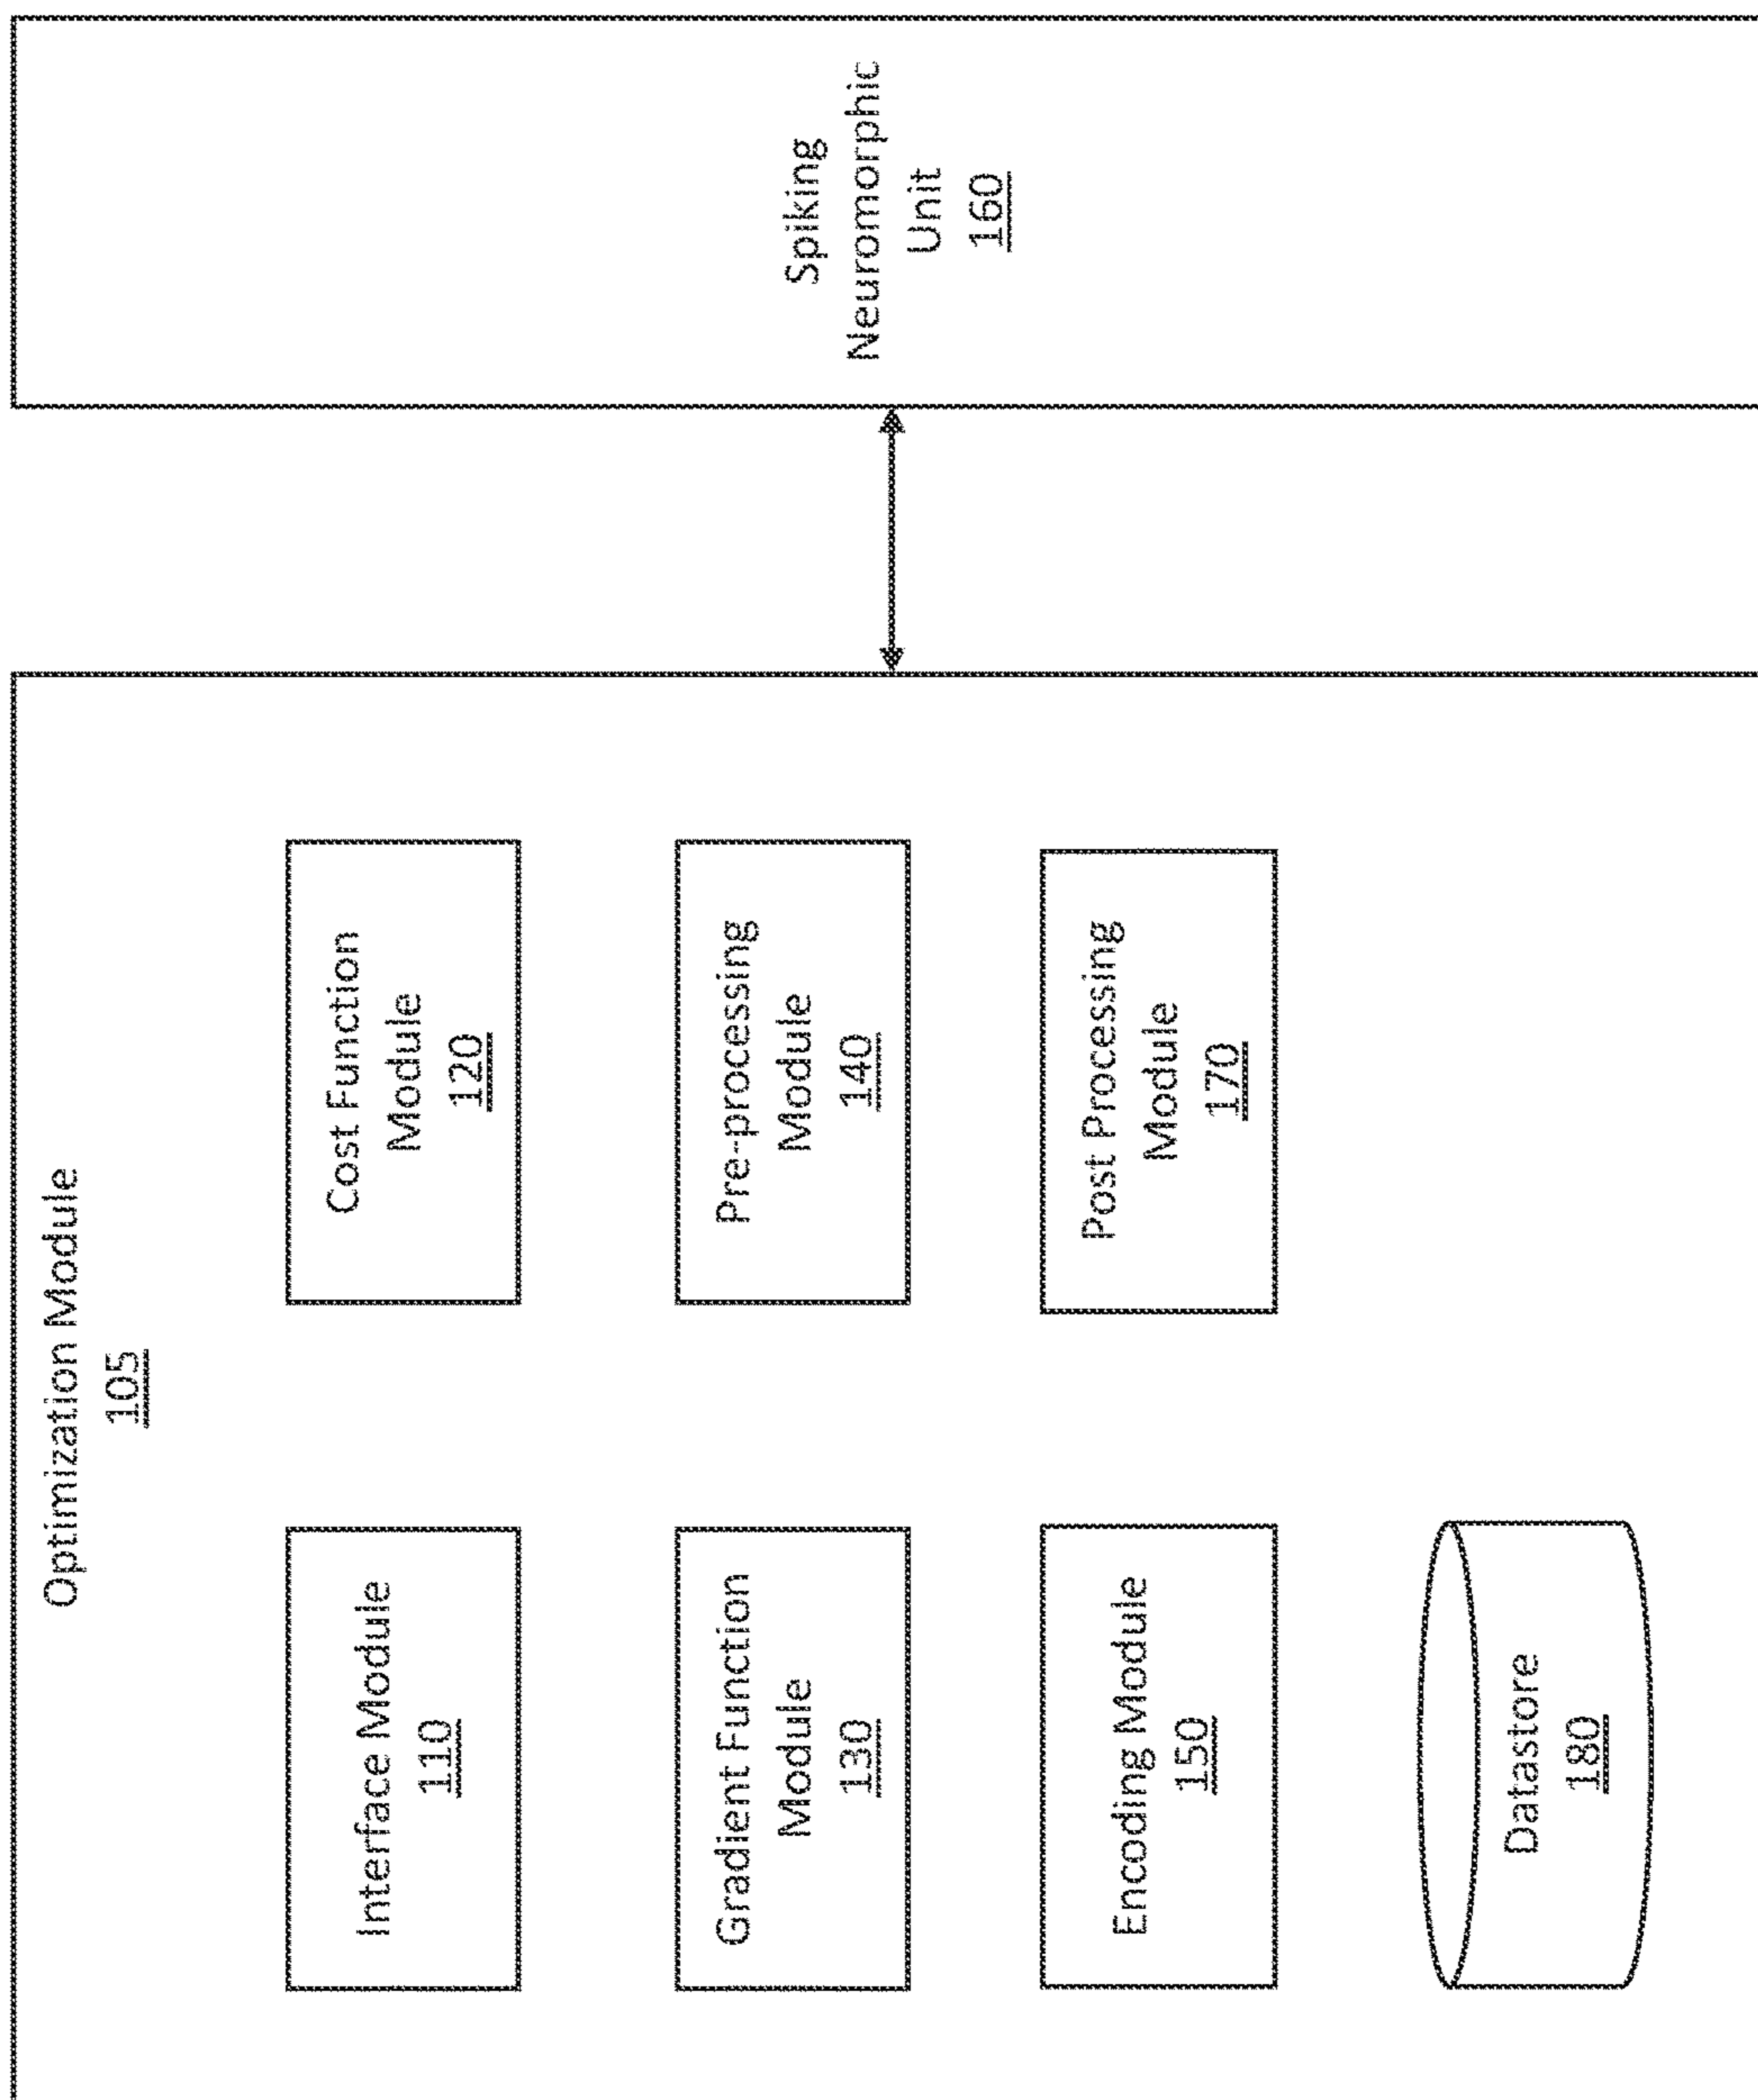 Optimization Module
105
Interface Module
110
Cost Function
Module
120
Gradient Function
Module
130
Pre-processing
Module
140
Encoding Module
150
Post Processing
Module
170
Datastore
180
Spiking
Neuromorphic
Unit
160